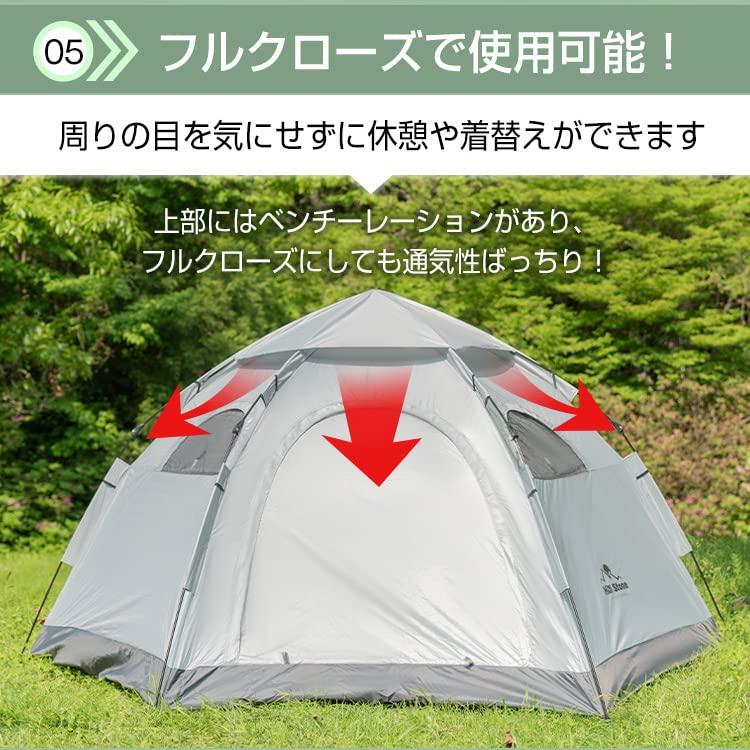 05
フルクローズで使用可能！
周りの目を気にせずに休憩や着替えができます
上部にはベンチーレーションがあり、
フルクローズにしても通気性ばっちり！
Hill Stone